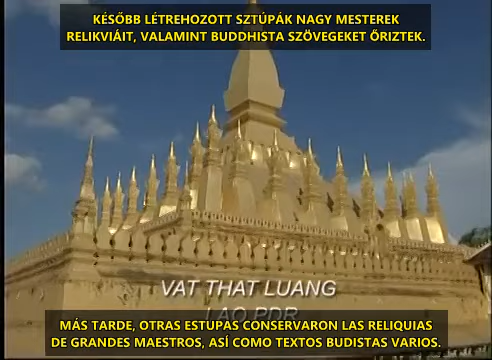 KÉSŐBB LÉTREHOZOTT SZTÚPÁK NAGY MESTEREK
RELIKVIÁIT, VALAMINT BUDDHISTA SZÖVEGEKET ŐRIZTEK.
VAT THAT LUANG
LAO PDR
MÁS TARDE, OTRAS ESTUPAS CONSERVARON LAS RELIQUIAS
DE GRANDES MAESTROS, ASÍ COMO TEXTOS BUDISTAS VARIOS.